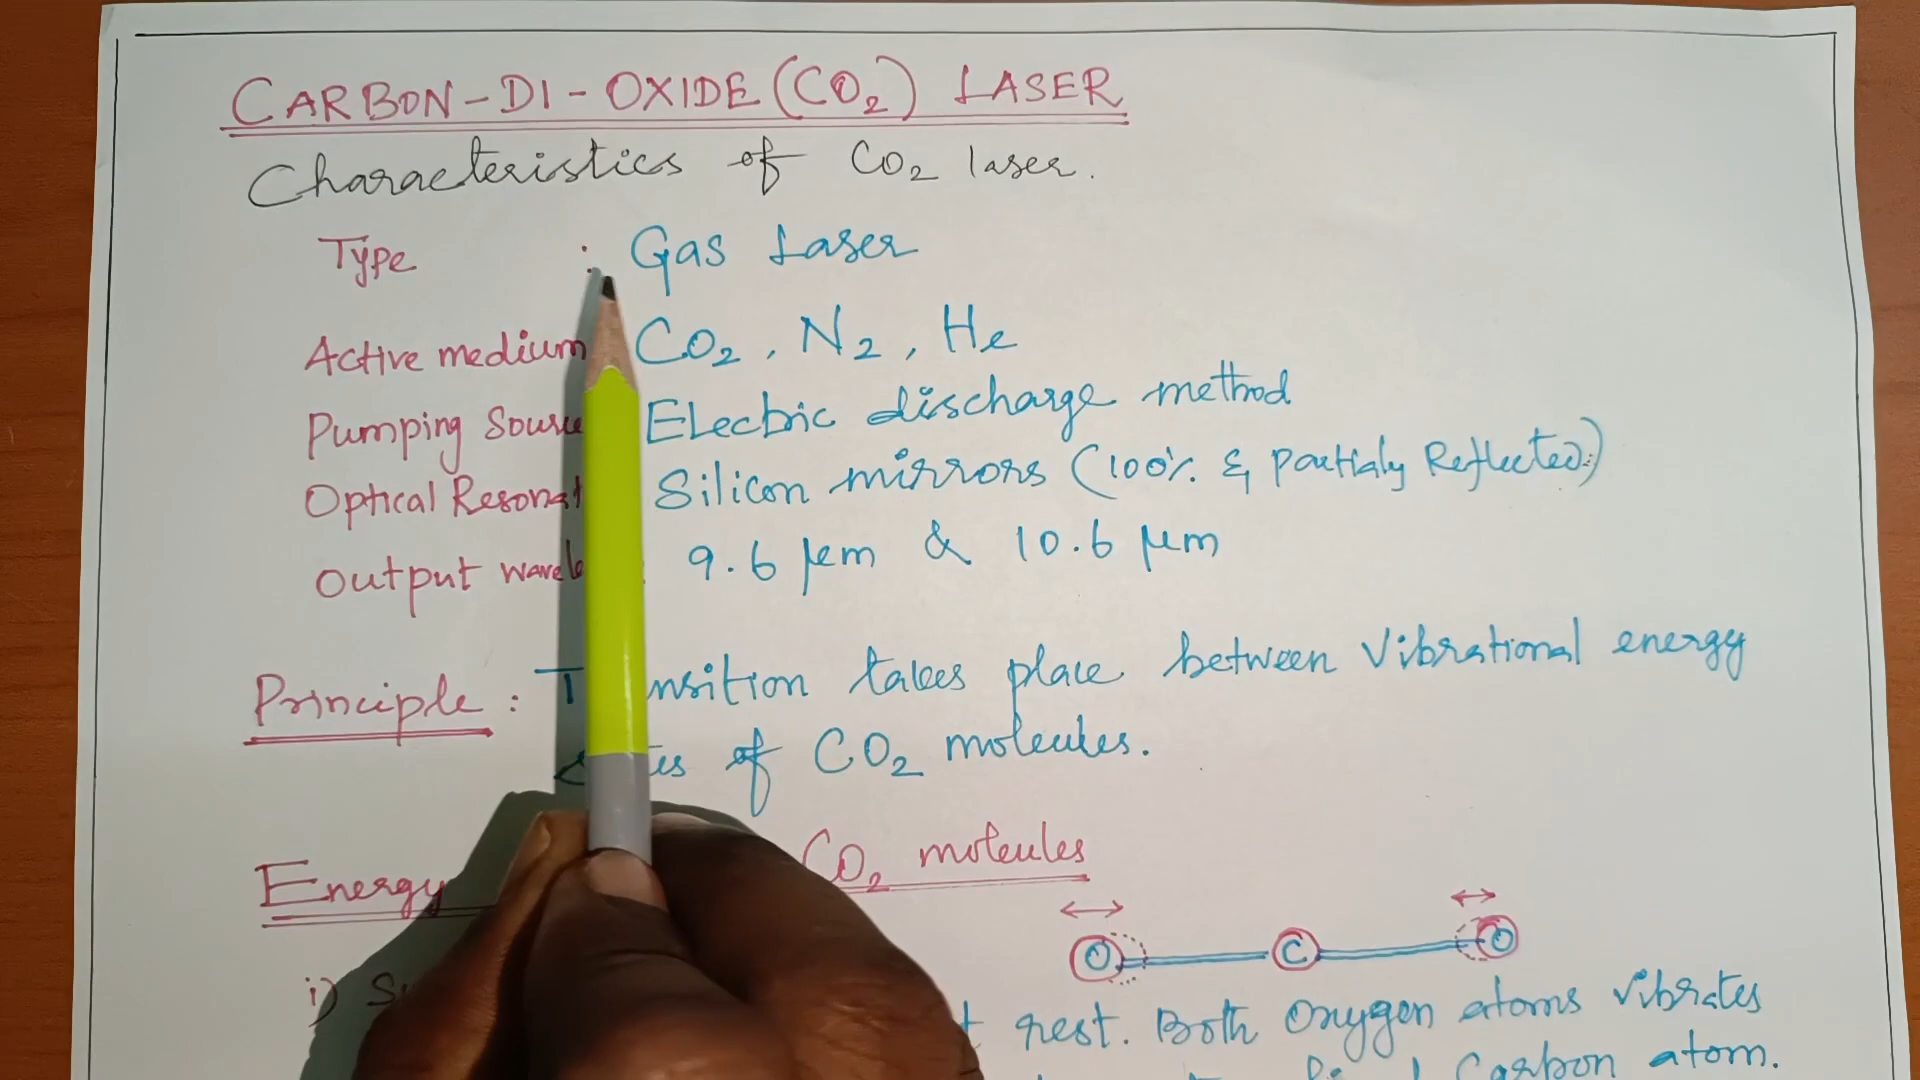 CARBON-DI-OXIDE (CO2) LASER
Characteristics of CO2 laser.
Type : Gas Laser
Active medium CO2, N2, He
Pumping Source Electric discharge method
Optical Silicon mirrors (100% & Partialy Reflected)
Output 9.6 μm & 10.6 μm
Principle : takes place between Vibrational energy
of CO2 molecules.
Energy CO2 molecules
O C O
i)
rest. Both Oxygen atoms vibrates
Carbon atom.